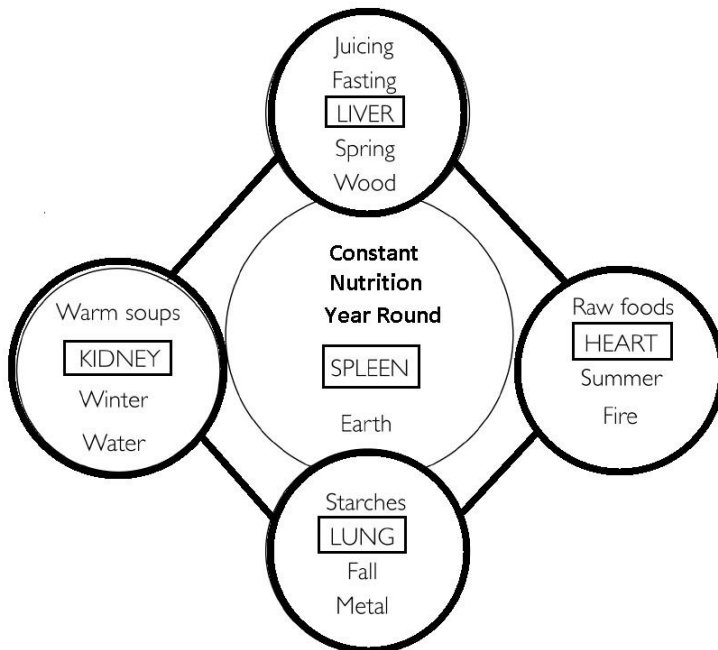 Juicing
Fasting
LIVER
Spring
Wood
Constant
Nutrition
Year Round
SPLEEN
Earth
Warm soups
KIDNEY
Winter
Water
Raw foods
HEART
Summer
Fire
Starches
LUNG
Fall
Metal